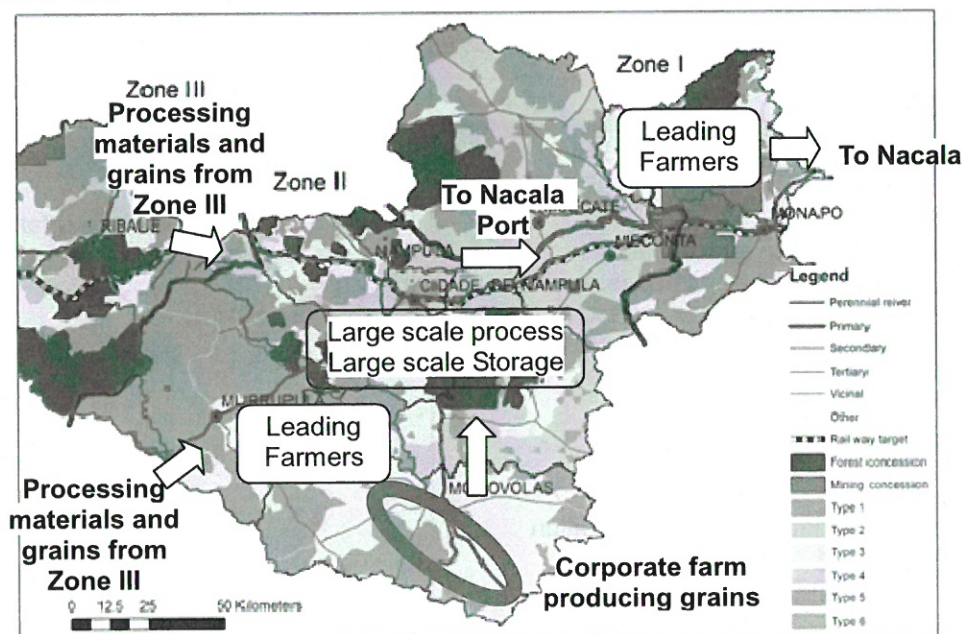 Zone III
Processing
materials and
grains from
Zone III
Zone II
Zone I
Leading
Farmers
To Nacala
To Nacala
Port
RIBAUE
MECONTA
MONAPO
NAMPULA
CIDADE DE NAMPULA
Large scale process
Large scale Storage
MURRUPULA
Leading
Farmers
Processing
materials and
grains from
Zone III
Corporate farm
producing grains
Legend
Perennial reiver
Primary
Secondlary
Tertiary
Vicinal
Other
Rail way target
Forest iconcession
Mining concession
Type 1
Type 2
Type 3
Type 4
Type 5
Type 6
0 12.5 25 50 Kilometers